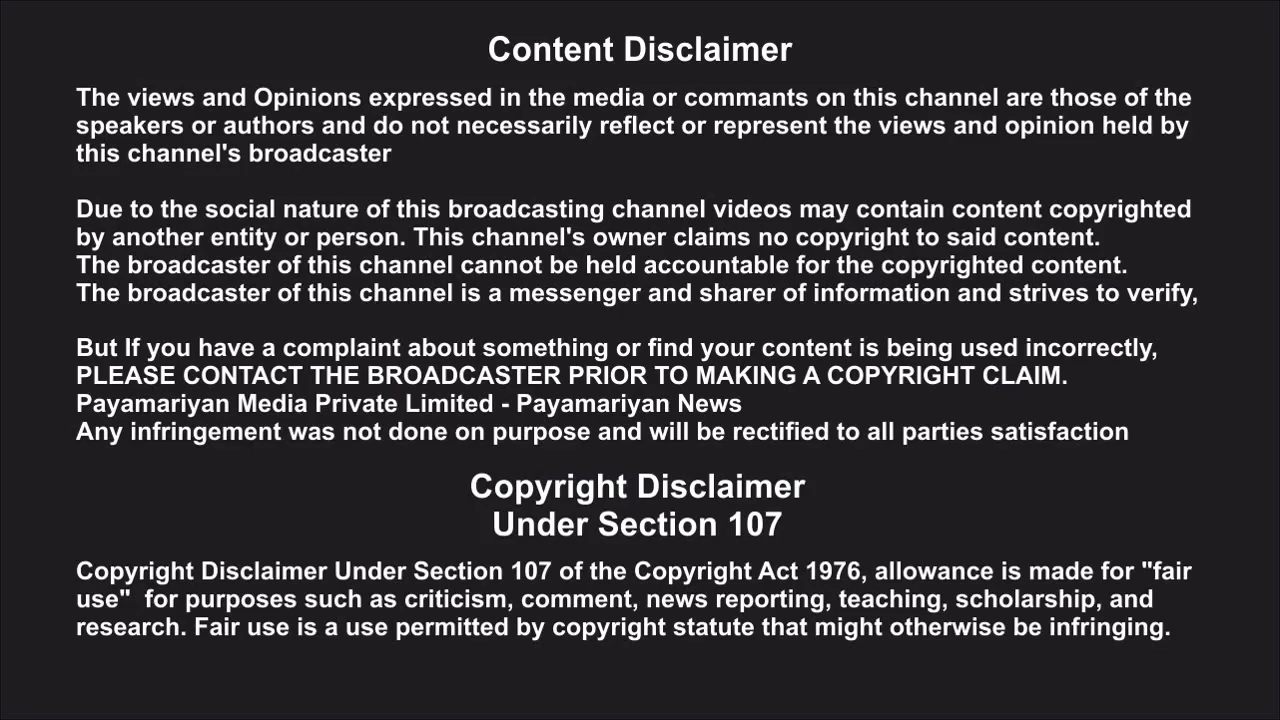 Content Disclaimer
The views and Opinions expressed in the media or commants on this channel are those of the
speakers or authors and do not necessarily reflect or represent the views and opinion held by
this channel's broadcaster
Due to the social nature of this broadcasting channel videos may contain content copyrighted
by another entity or person. This channel's owner claims no copyright to said content.
The broadcaster of this channel cannot be held accountable for the copyrighted content.
The broadcaster of this channel is a messenger and sharer of information and strives to verify,
But If you have a complaint about something or find your content is being used incorrectly,
PLEASE CONTACT THE BROADCASTER PRIOR TO MAKING A COPYRIGHT CLAIM.
Payamariyan Media Private Limited - Payamariyan News
Any infringement was not done on purpose and will be rectified to all parties satisfaction
Copyright Disclaimer
Under Section 107
Copyright Disclaimer Under Section 107 of the Copyright Act 1976, allowance is made for "fair
use"  for purposes such as criticism, comment, news reporting, teaching, scholarship, and
research. Fair use is a use permitted by copyright statute that might otherwise be infringing.